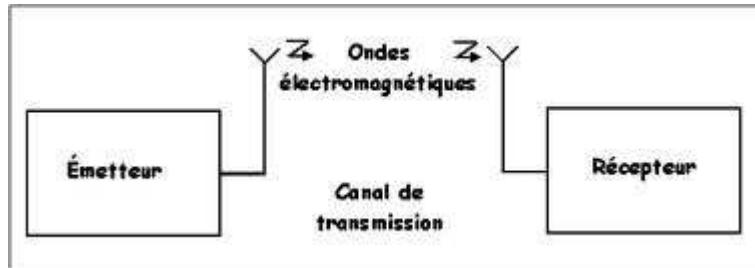 Ondes
électromagnétiques
Émetteur
Récepteur
Canal de
transmission